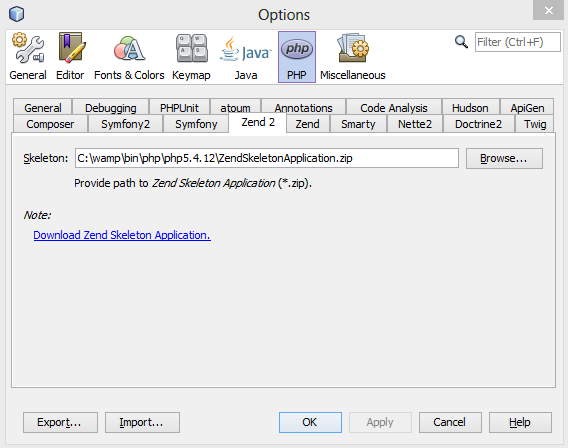 Options
Filter (Ctrl+F)
General Editor Fonts & Colors Keymap Java PHP Miscellaneous
General Debugging PHPUnit atoum Annotations Code Analysis Hudson ApiGen
Composer Symfony2 Symfony Zend 2 Zend Smarty Nette2 Doctrine2 Twig
Skeleton: C:\wamp\bin\php\php5.4.12\ZendSkeletonApplication.zip Browse...
Provide path to Zend Skeleton Application (*.zip).
Note:
Download Zend Skeleton Application.
Export... Import... OK Apply Cancel Help